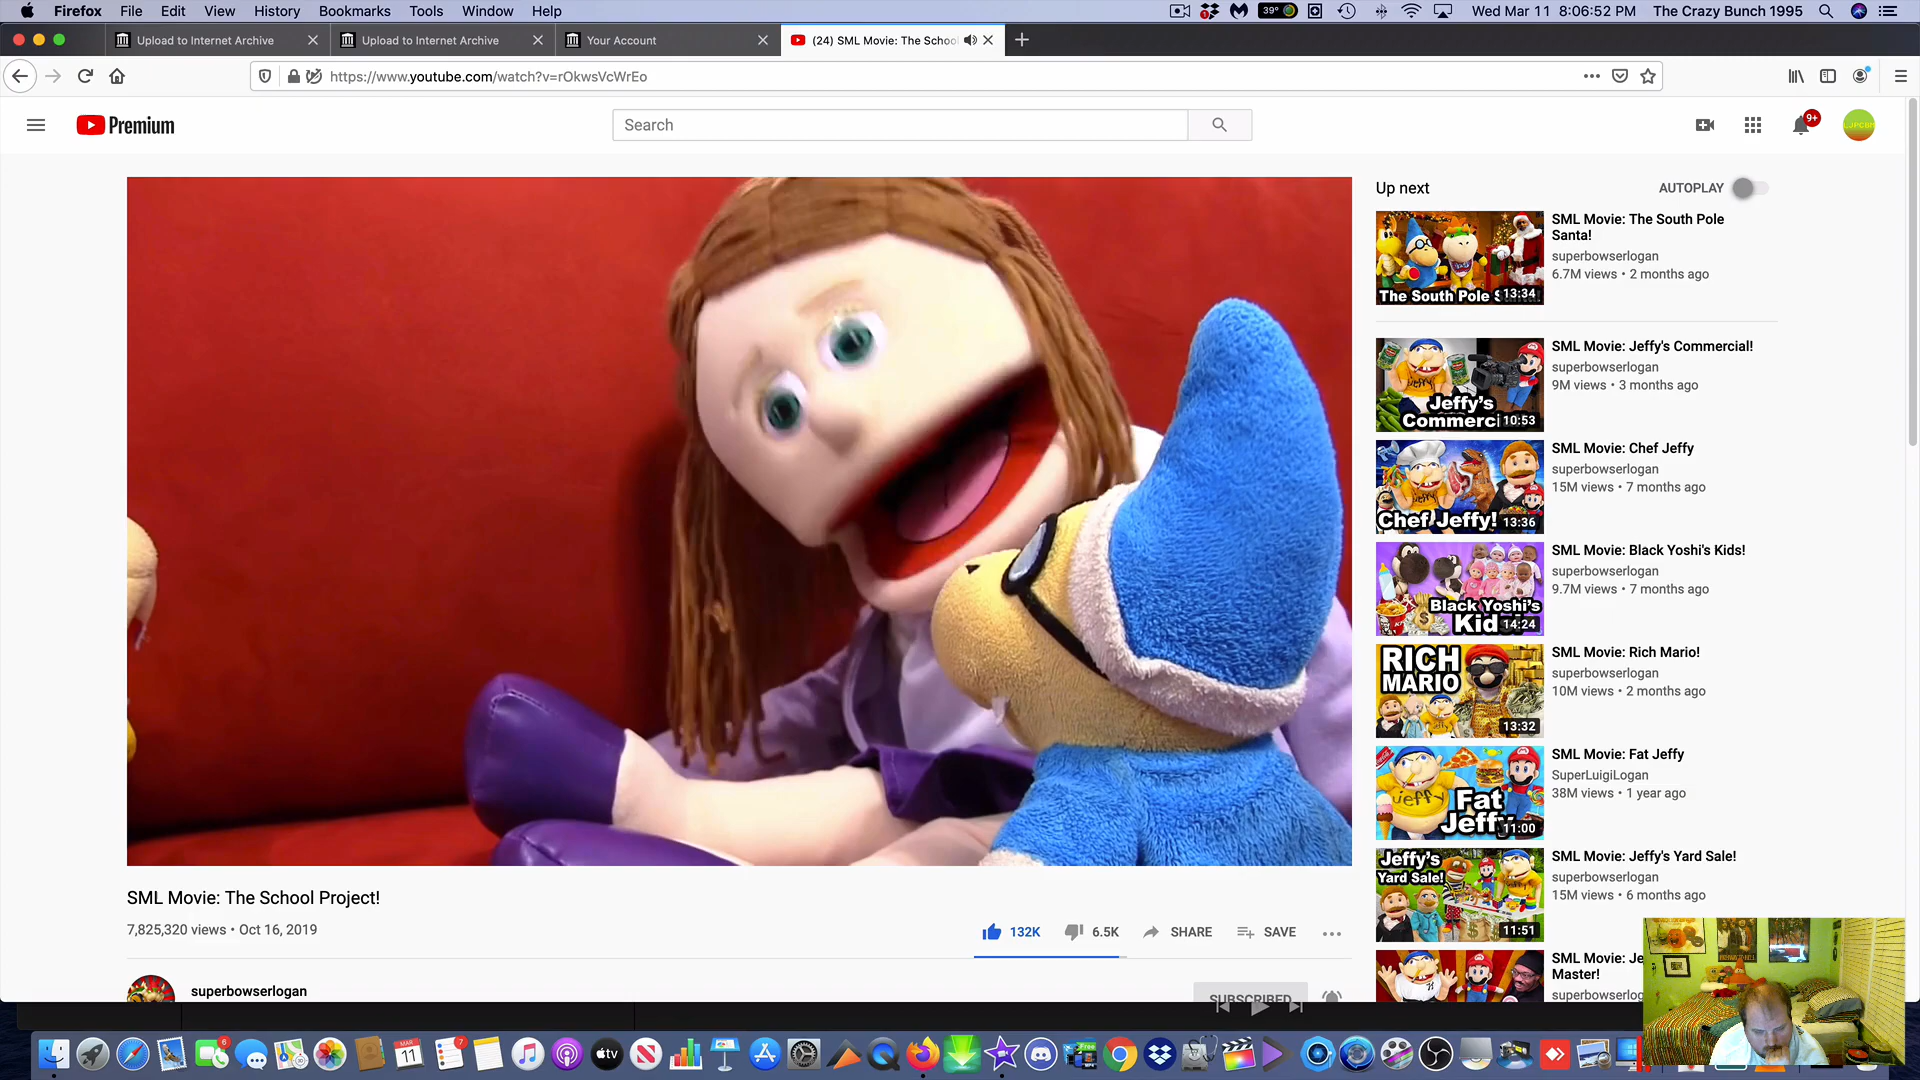 Firefox File Edit View History Bookmarks Tools Window Help
39° Wed Mar 11 8:06:52 PM The Crazy Bunch 1995
Upload to Internet Archive
Upload to Internet Archive
Your Account
(24) SML Movie: The School
https://www.youtube.com/watch?v=rOkwsVcWrEo
Premium
Search
9+
Up next
AUTOPLAY
The South Pole
13:34
SML Movie: The South Pole
Santa!
superbowserlogan
6.7M views • 2 months ago
Jeffy's
10:53
SML Movie: Jeffy's Commercial!
superbowserlogan
9M views • 3 months ago
Chef Jeffy!
13:36
SML Movie: Chef Jeffy
superbowserlogan
15M views • 7 months ago
Black Yoshi's
14:24
SML Movie: Black Yoshi's Kids!
superbowserlogan
9.7M views • 7 months ago
RICH
MARIO
13:32
SML Movie: Rich Mario!
superbowserlogan
10M views • 2 months ago
Fat
11:00
SML Movie: Fat Jeffy
SuperLuigiLogan
38M views • 1 year ago
Jeffy's
Yard Sale!
11:51
SML Movie: Jeffy's Yard Sale!
superbowserlogan
15M views • 6 months ago
SML Movie: Je
Master!
superbowserlog
SML Movie: The School Project!
7,825,320 views • Oct 16, 2019
132K 6.5K SHARE SAVE
superbowserlogan
SUBSCRIBED
6
MAR
11
7
tv